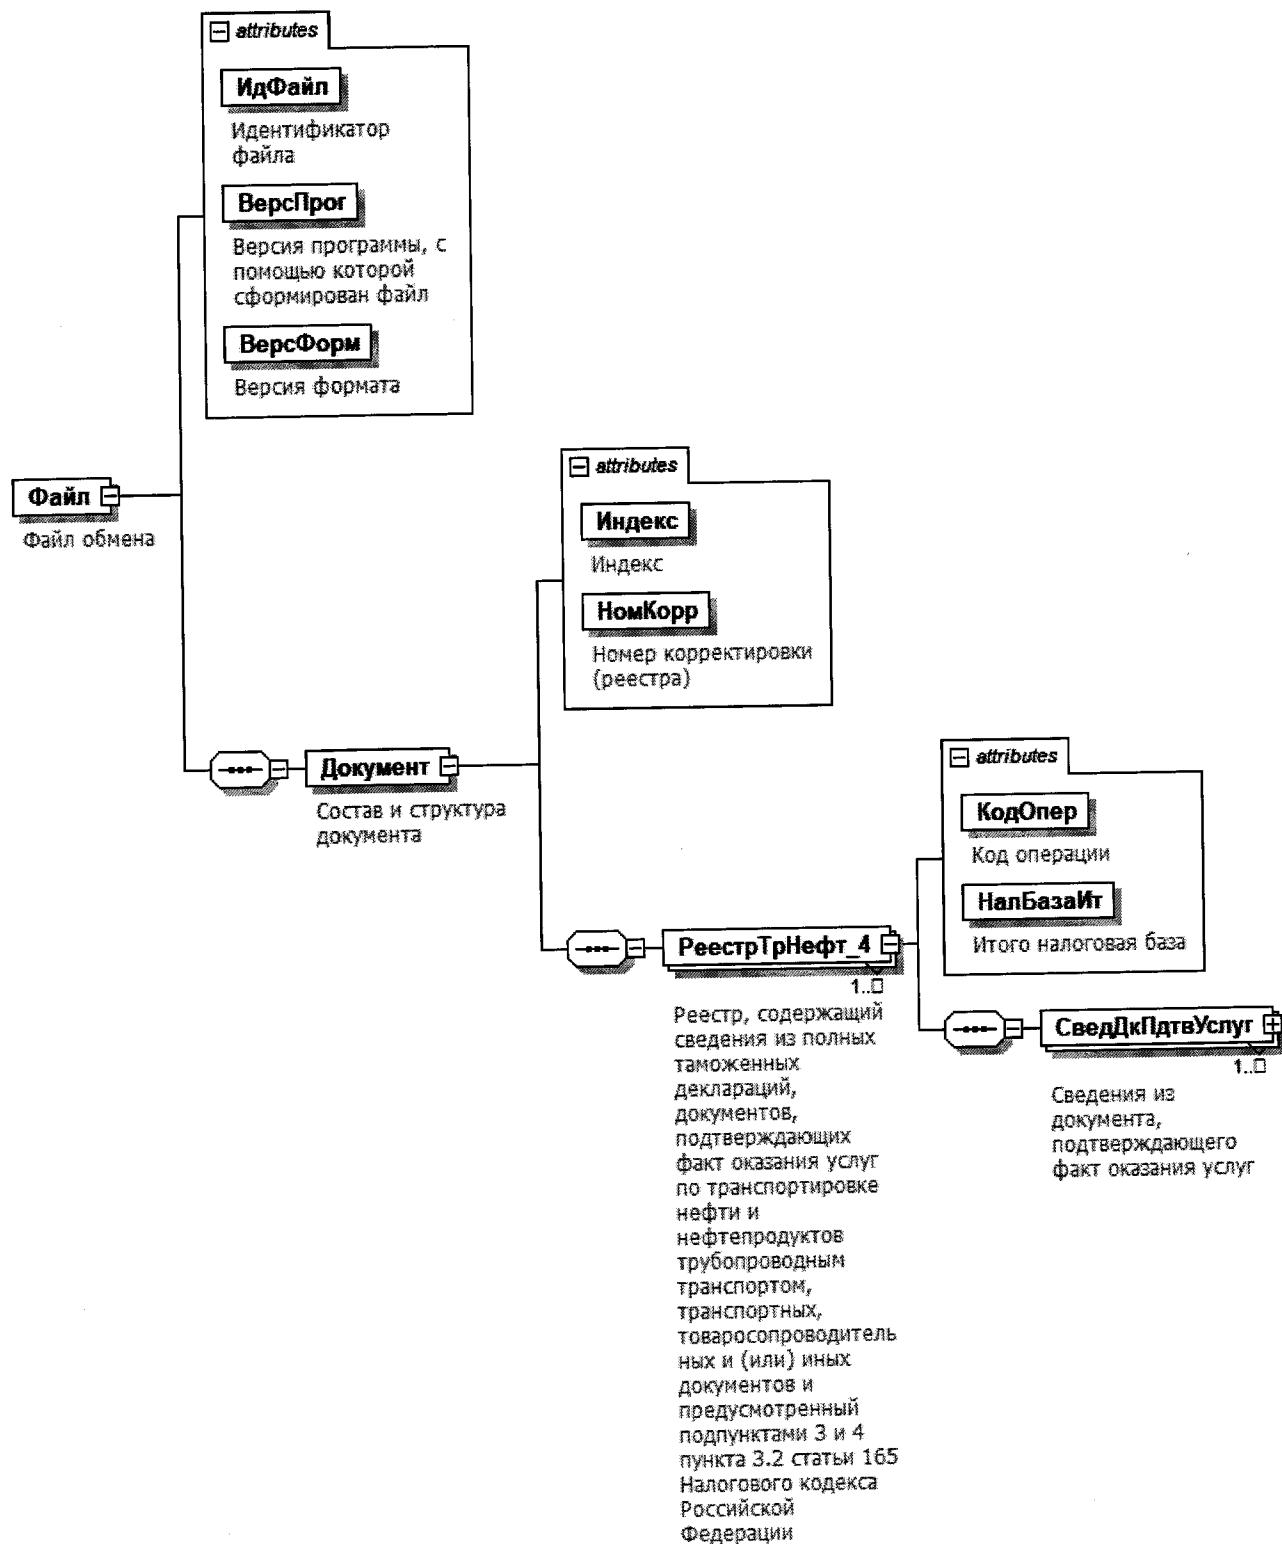 attributes
ИдФайл
Идентификатор
файла
ВерсПрог
Версия программы, с
помощью которой
сформирован файл
ВерсФорм
Версия формата
Файл
Файл обмена
attributes
Индекс
Индекс
НомКорр
Номер корректировки
(реестра)
Документ
Состав и структура
документа
attributes
КодОпер
Код операции
НалБазаИт
Итого налоговая база
РеестрТрНефт_4
1..□
Реестр, содержащий
сведения из полных
таможенных
деклараций,
документов,
подтверждающих
факт оказания услуг
по транспортировке
нефти и
нефтепродуктов
трубопроводным
транспортом,
транспортных,
товаросопроводитель
ных и (или) иных
документов и
предусмотренный
подпунктами 3 и 4
пункта 3.2 статьи 165
Налогового кодекса
Российской
Федерации
СведДкПдтвУслуг
1..□
Сведения из
документа,
подтверждающего
факт оказания услуг